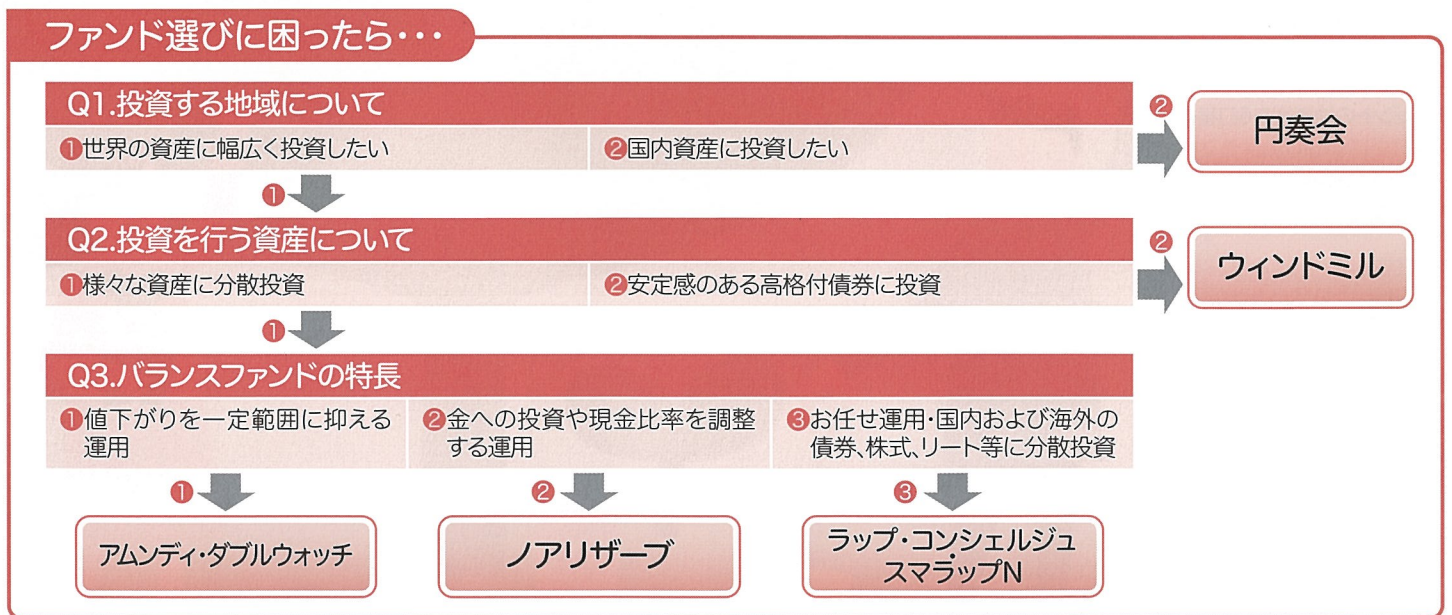 ファンド選びに困ったら・・・
Q1.投資する地域について
❶世界の資産に幅広く投資したい
❷国内資産に投資したい
❷
円奏会
❶
Q2.投資を行う資産について
❶様々な資産に分散投資
❷安定感のある高格付債券に投資
❷
ウィンドミル
❶
Q3.バランスファンドの特長
❶値下がりを一定範囲に抑える
運用
❷金への投資や現金比率を調整
する運用
❸お任せ運用・国内および海外の
債券、株式、リート等に分散投資
❶
❷
❸
アムンディ・ダブルウォッチ
ノアリザーブ
ラップ・コンシェルジュ
スマラップN